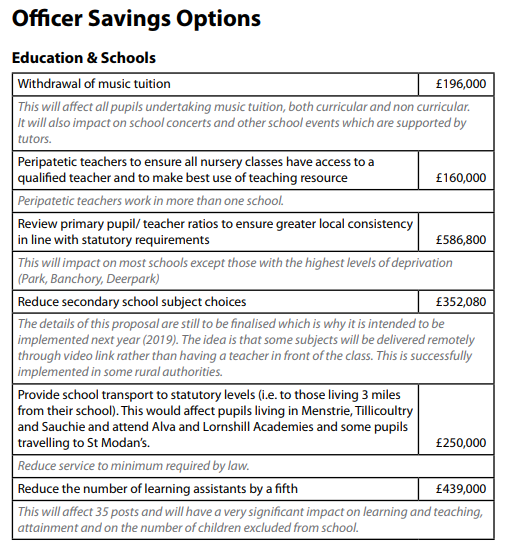 Officer Savings Options
Education & Schools
Withdrawal of music tuition £196,000
This will affect all pupils undertaking music tuition, both curricular and non curricular.
It will also impact on school concerts and other school events which are supported by
tutors.
Peripatetic teachers to ensure all nursery classes have access to a
qualified teacher and to make best use of teaching resource £160,000
Peripatetic teachers work in more than one school.
Review primary pupil/ teacher ratios to ensure greater local consistency
in line with statutory requirements £586,800
This will impact on most schools except those with the highest levels of deprivation
(Park, Banchory, Deerpark)
Reduce secondary school subject choices £352,080
The details of this proposal are still to be finalised which is why it is intended to be
implemented next year (2019). The idea is that some subjects will be delivered remotely
through video link rather than having a teacher in front of the class. This is successfully
implemented in some rural authorities.
Provide school transport to statutory levels (i.e. to those living 3 miles
from their school). This would affect pupils living in Menstrie, Tillicoultry
and Sauchie and attend Alva and Lornshill Academies and some pupils
travelling to St Modan's. £250,000
Reduce service to minimum required by law.
Reduce the number of learning assistants by a fifth £439,000
This will affect 35 posts and will have a very significant impact on learning and teaching,
attainment and on the number of children excluded from school.